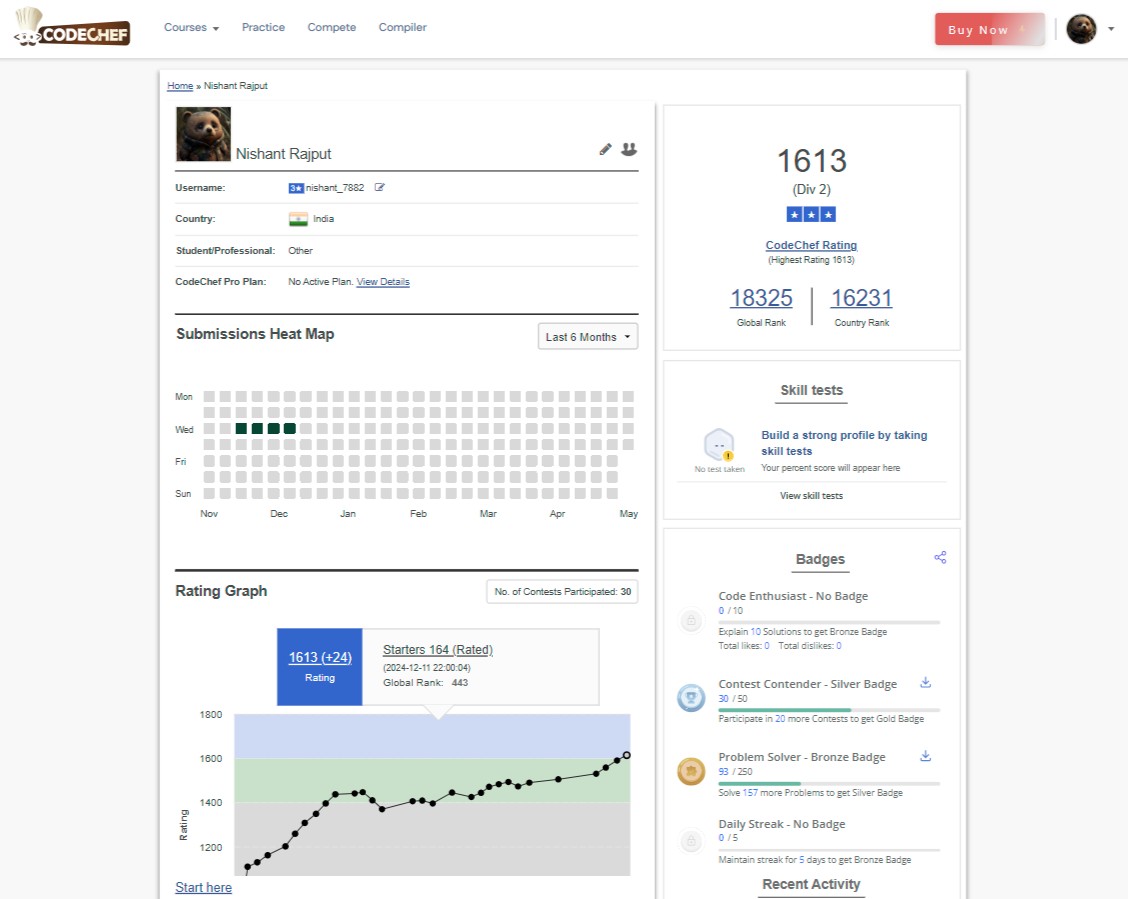 CODECHEF
Courses Practice Compete Compiler
Buy Now
Home » Nishant Rajput
Nishant Rajput
Username: 3★ nishant_7882
Country: India
Student/Professional: Other
CodeChef Pro Plan: No Active Plan. View Details
Submissions Heat Map
Last 6 Months
Mon
Wed
Fri
Sun
Nov Dec Jan Feb Mar Apr May
Rating Graph
No. of Contests Participated: 30
1613 (+24)
Rating
Starters 164 (Rated)
(2024-12-11 22:00:04)
Global Rank: 443
1800
1600
1400
1200
Rating
Start here
1613
(Div 2)
★★★
CodeChef Rating
(Highest Rating 1613)
18325 16231
Global Rank Country Rank
Skill tests
--
No test taken
Build a strong profile by taking
skill tests
Your percent score will appear here
View skill tests
Badges
Code Enthusiast - No Badge
0 / 10
Explain 10 Solutions to get Bronze Badge
Total likes: 0 Total dislikes: 0
Contest Contender - Silver Badge
30 / 50
Participate in 20 more Contests to get Gold Badge
Problem Solver - Bronze Badge
93 / 250
Solve 157 more Problems to get Silver Badge
Daily Streak - No Badge
0 / 5
Maintain streak for 5 days to get Bronze Badge
Recent Activity